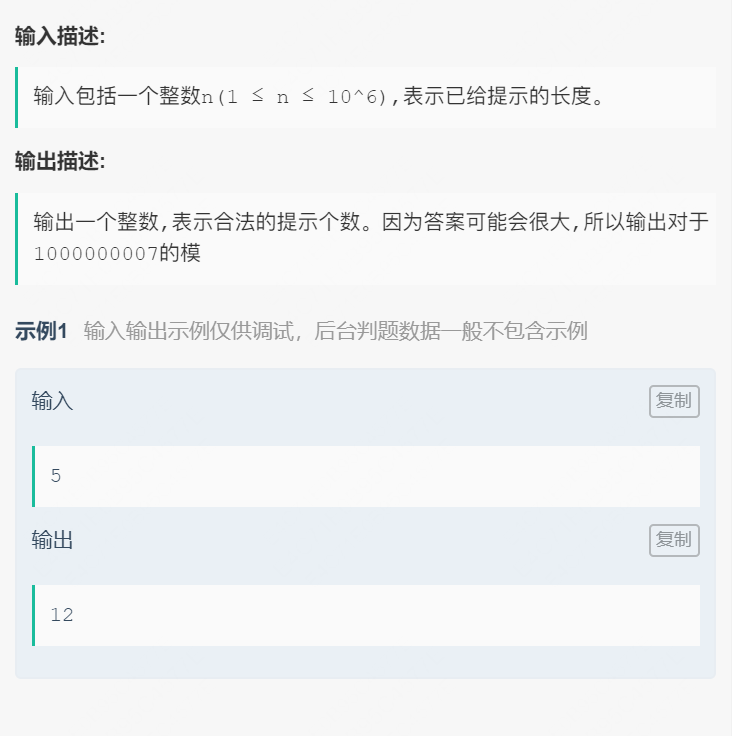 输入描述:
输入包括一个整数n(1 ≤ n ≤ 10^6),表示已给提示的长度。
输出描述:
输出一个整数,表示合法的提示个数。因为答案可能会很大,所以输出对于
1000000007的模
示例1 输入输出示例仅供调试，后台判题数据一般不包含示例
输入 复制
5
输出 复制
12